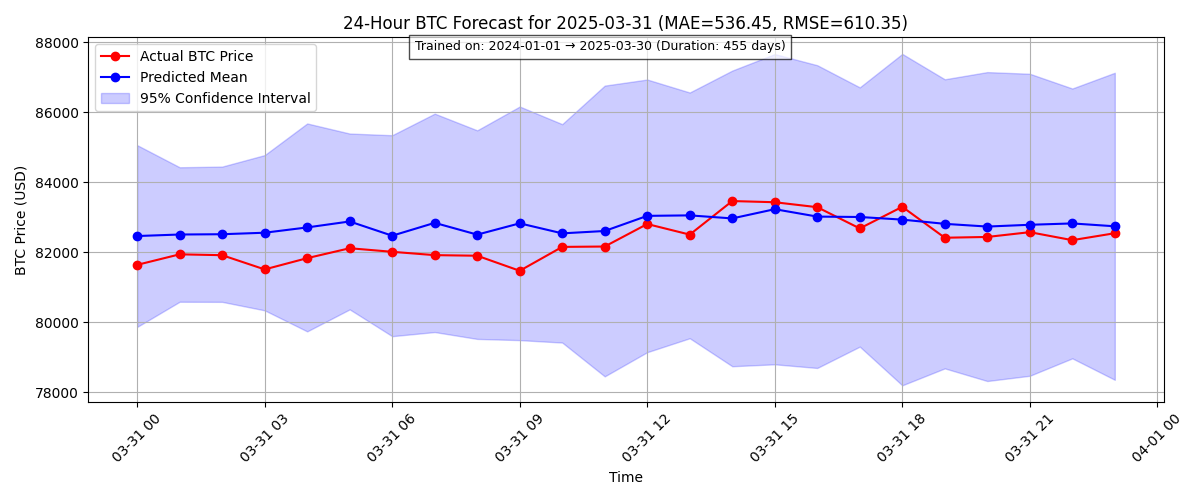 24-Hour BTC Forecast for 2025-03-31 (MAE=536.45, RMSE=610.35)
Trained on: 2024-01-01 → 2025-03-30 (Duration: 455 days)
Actual BTC Price
Predicted Mean
95% Confidence Interval
BTC Price (USD)
88000
86000
84000
82000
80000
78000
03-31 00
03-31 03
03-31 06
03-31 09
03-31 12
03-31 15
03-31 18
03-31 21
04-01 00
Time